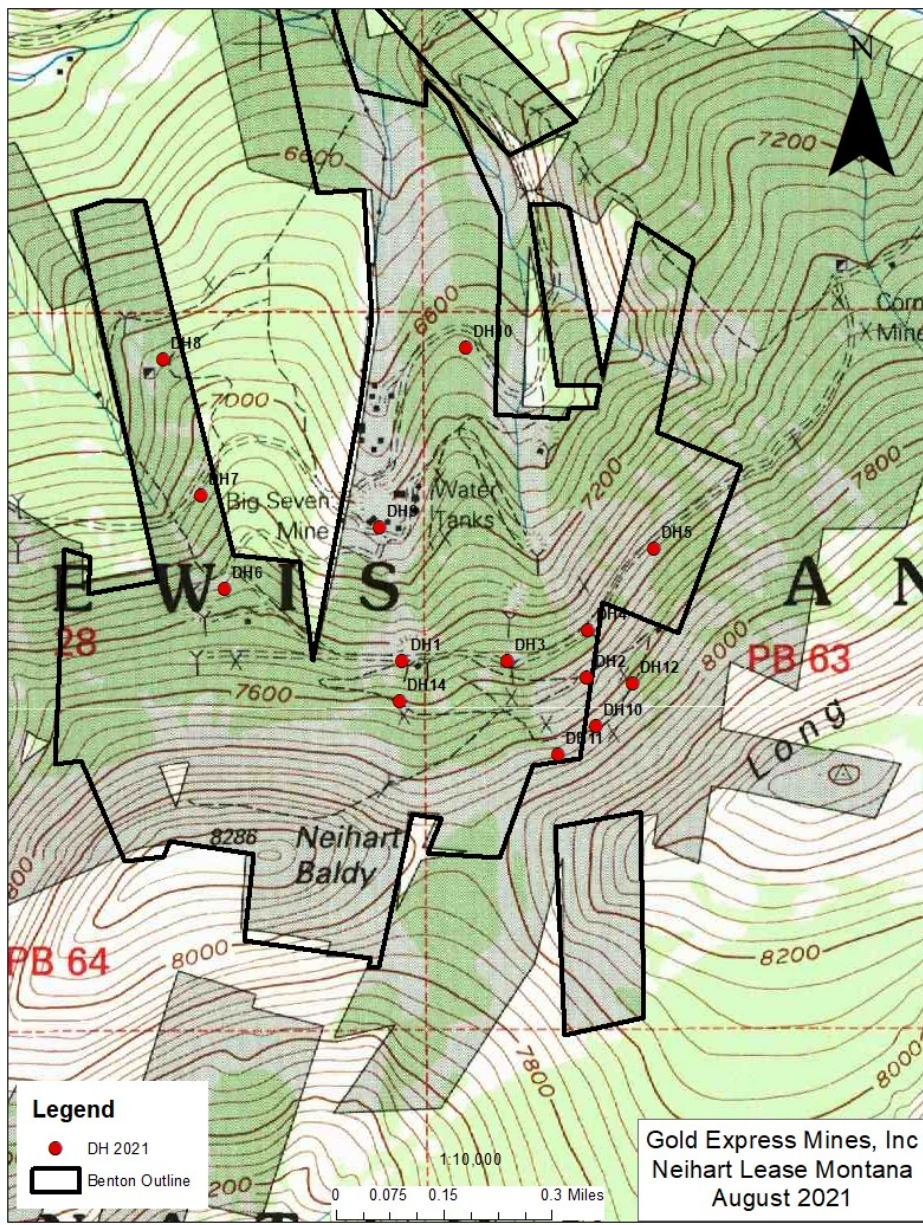 N
6600
7200
6800
DH10
Corn
Mine
DH8
7000
7800
DH7
Big Seven
Mine
Water
Tanks
7200
DH9
DH5
DH6
E W I S
A N
28
DH4
DH1
DH3
8000
PB 63
DH2
DH12
7600
DH14
DH10
DH11
Long
8286
Neihart
Baldy
8000
8200
PB 64
7800
8000
Legend
DH 2021
Benton Outline
1:10,000
0 0.075 0.15 0.3 Miles
Gold Express Mines, Inc
Neihart Lease Montana
August 2021